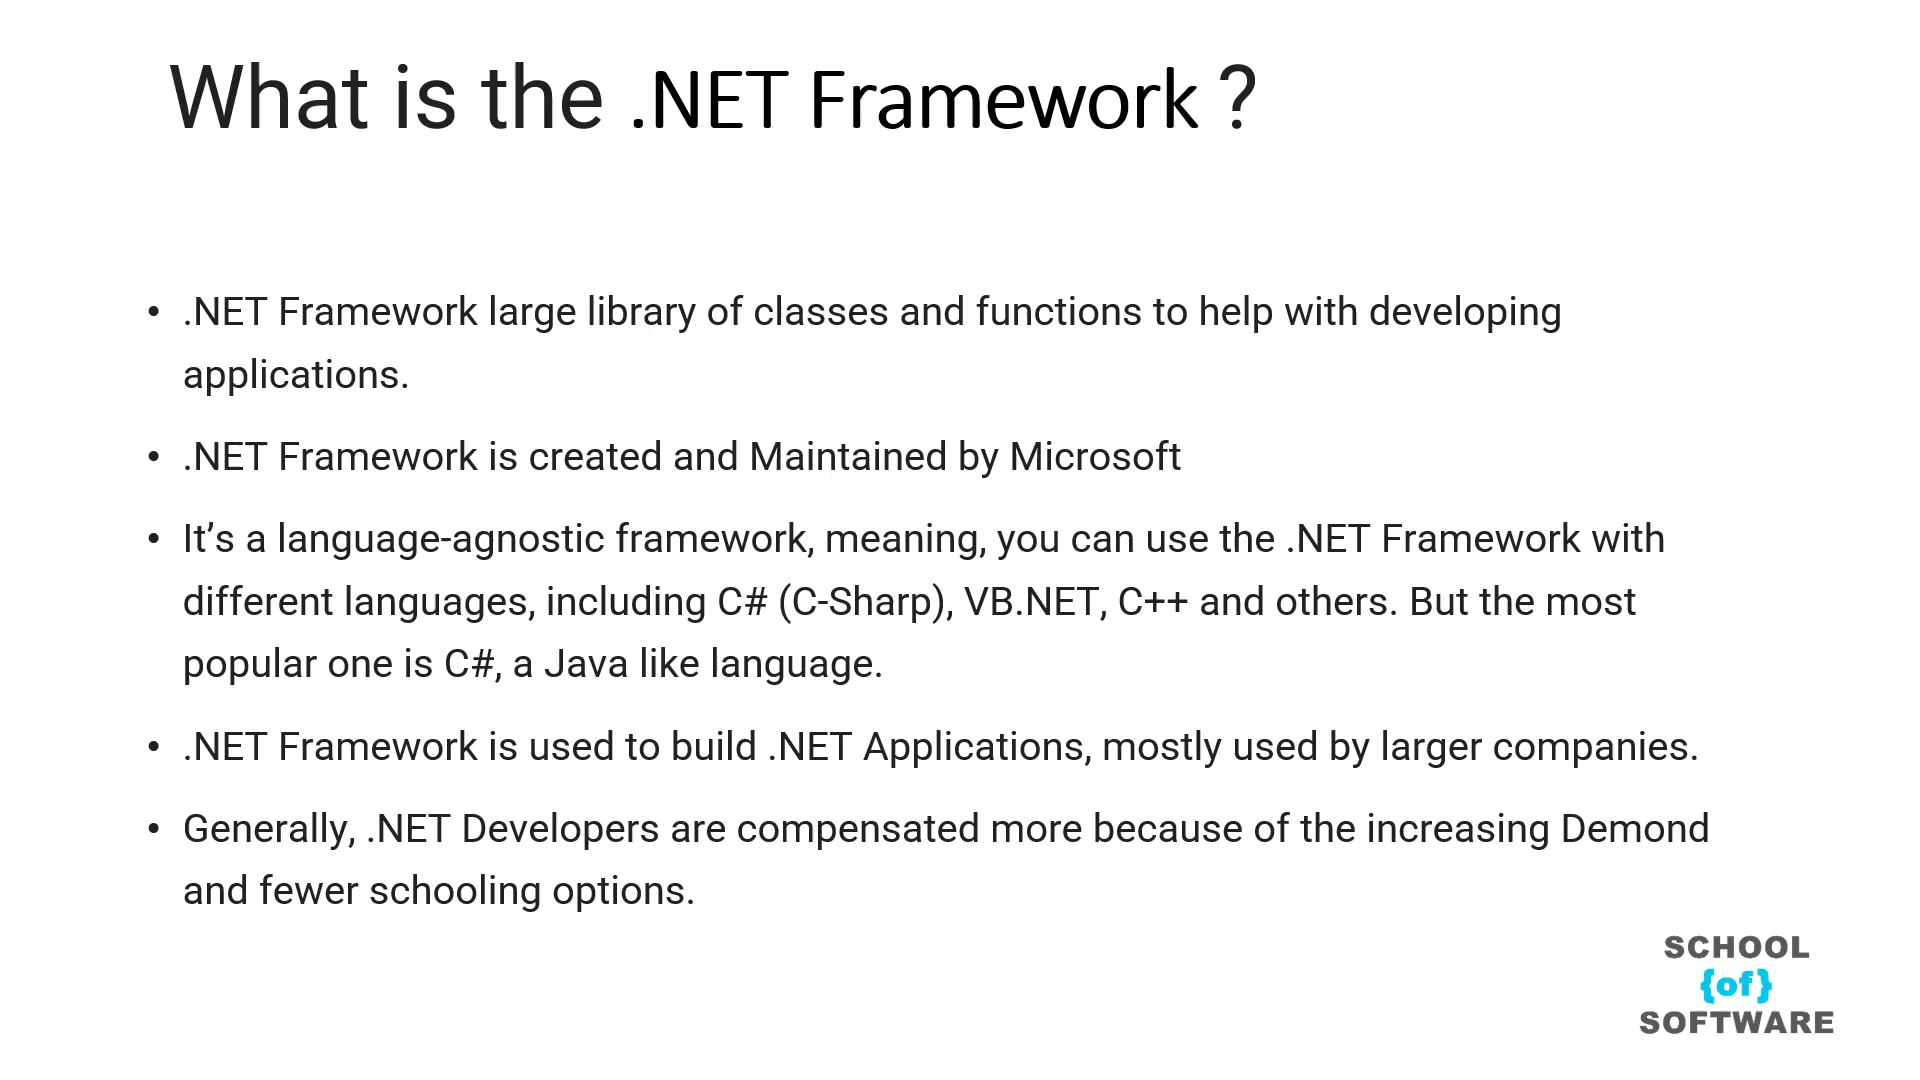 What is the .NET Framework ?
• .NET Framework large library of classes and functions to help with developing
applications.
• .NET Framework is created and Maintained by Microsoft
• It’s a language-agnostic framework, meaning, you can use the .NET Framework with
different languages, including C# (C-Sharp), VB.NET, C++ and others. But the most
popular one is C#, a Java like language.
• .NET Framework is used to build .NET Applications, mostly used by larger companies.
• Generally, .NET Developers are compensated more because of the increasing Demond
and fewer schooling options.
SCHOOL
{of}
SOFTWARE